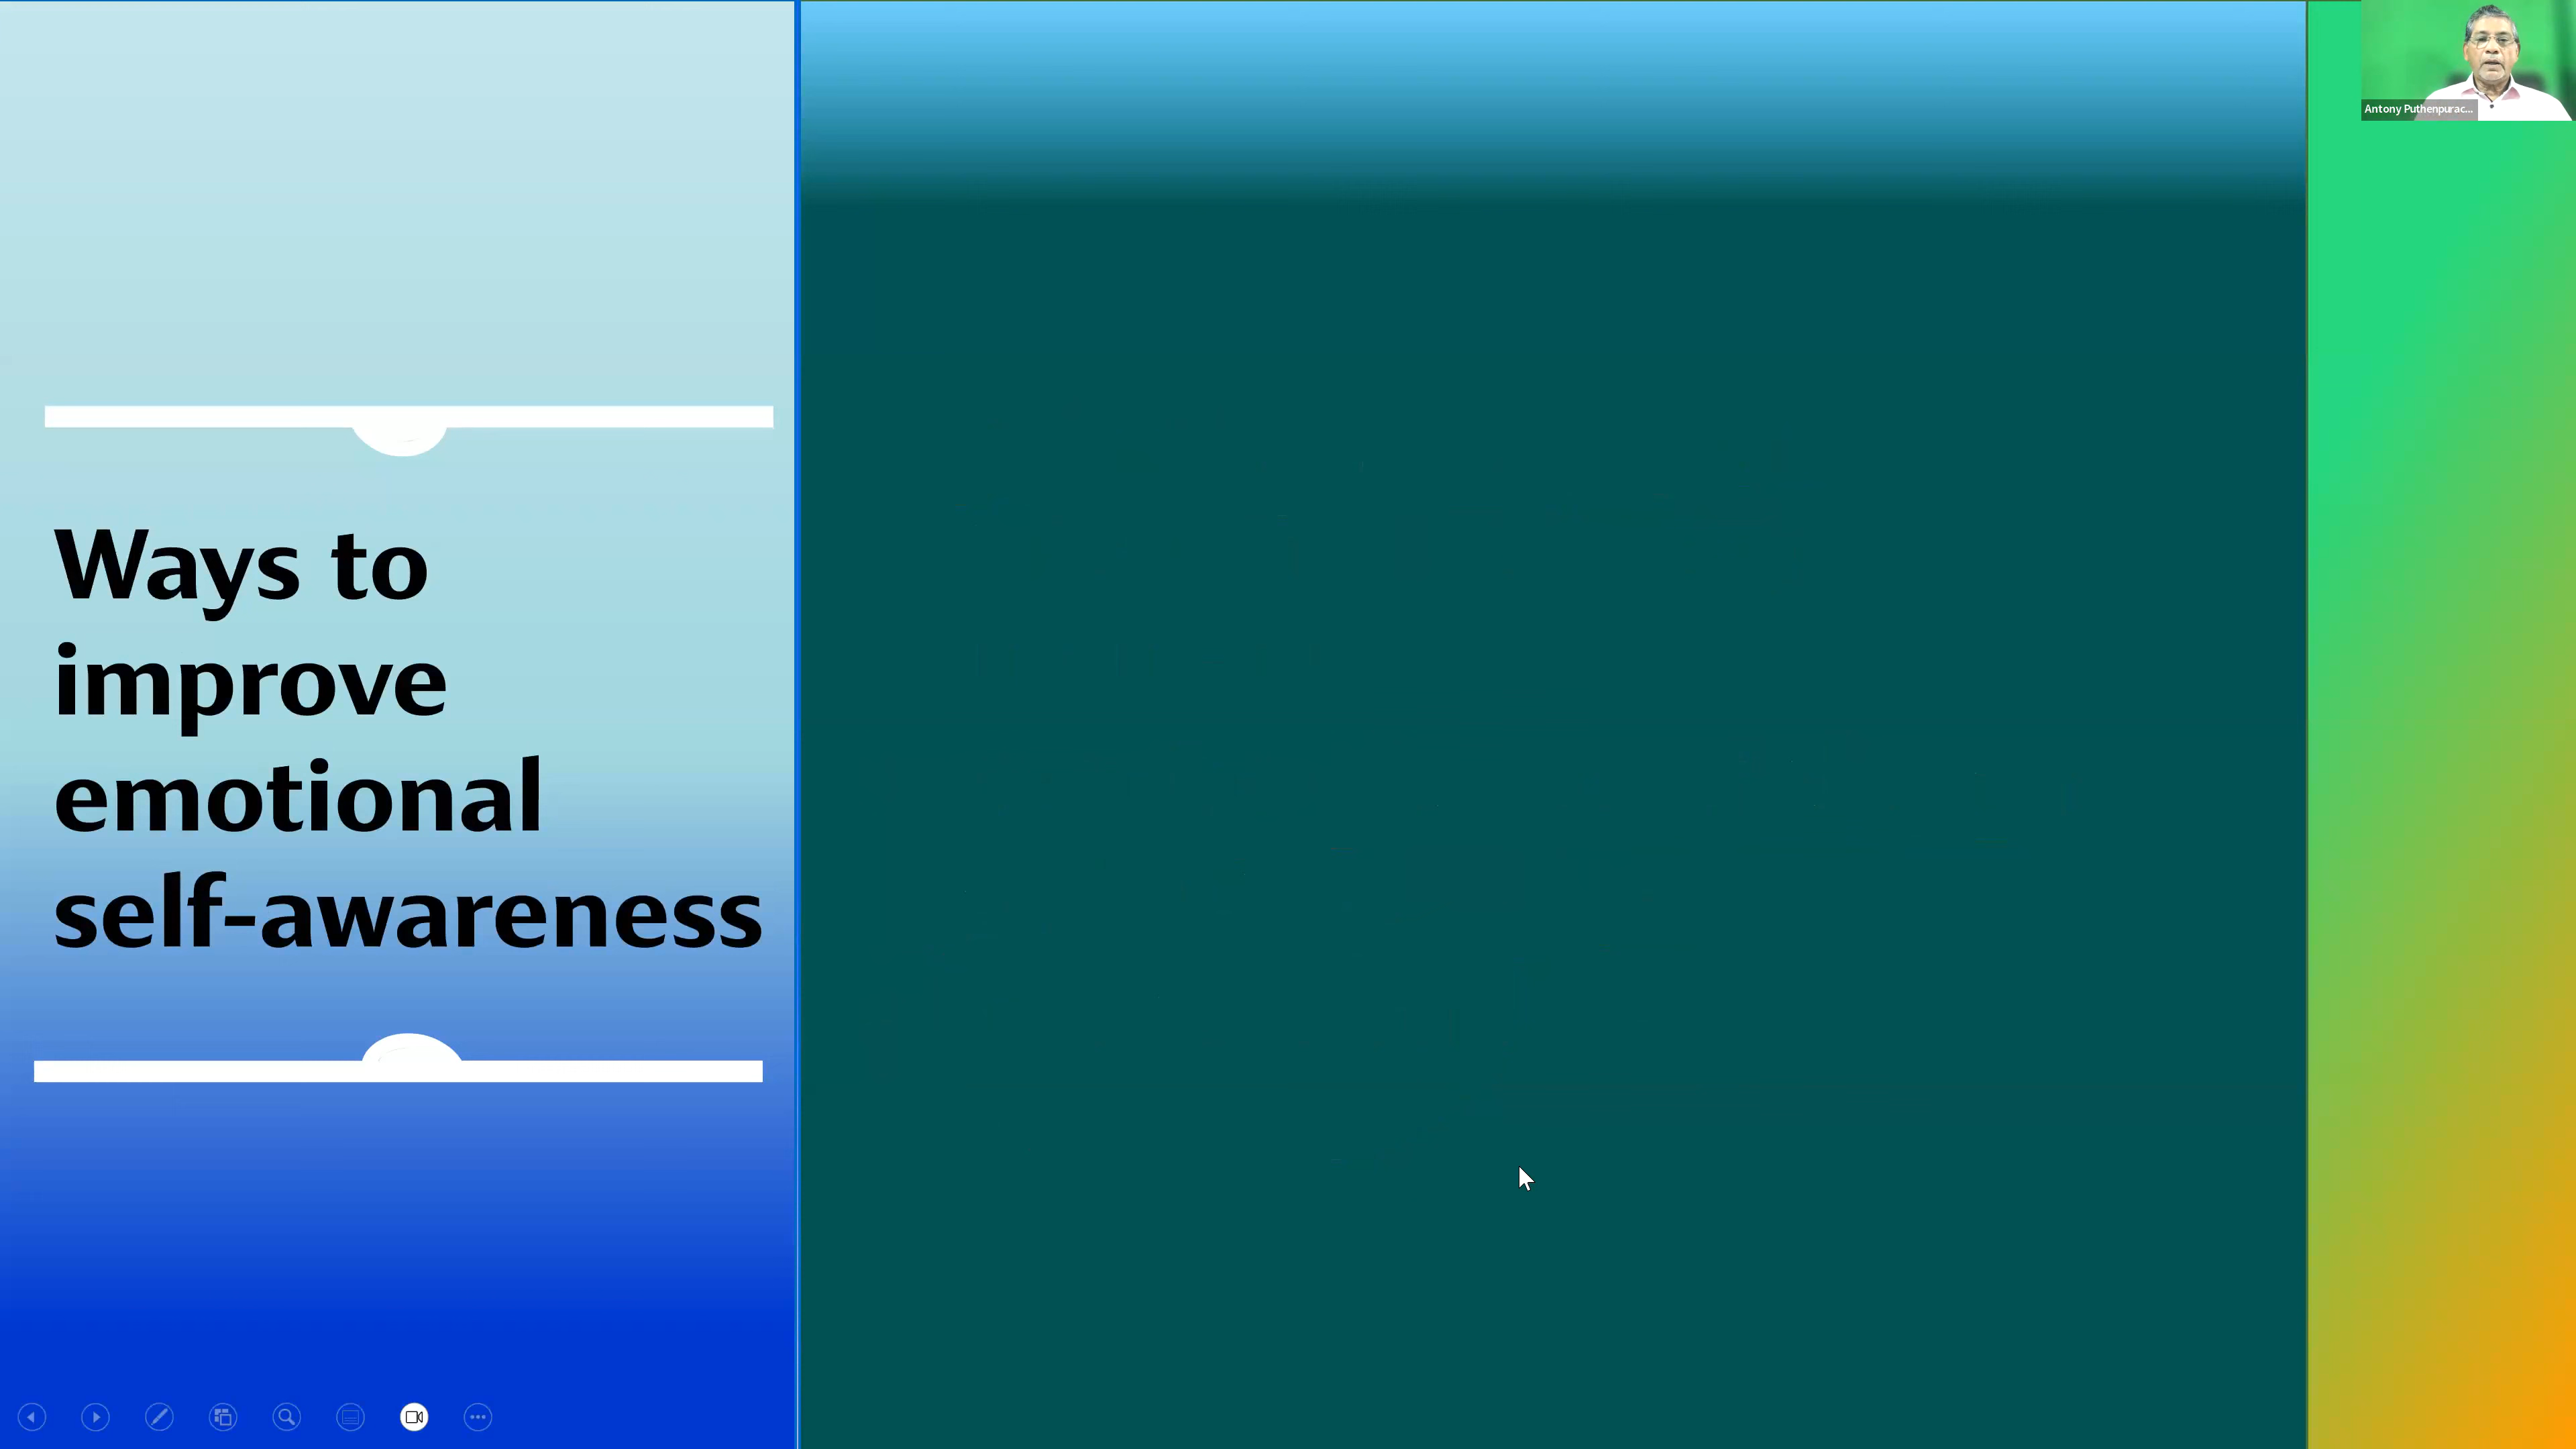 Ways to
improve
emotional
self-awareness
Antony Puthenpurac...